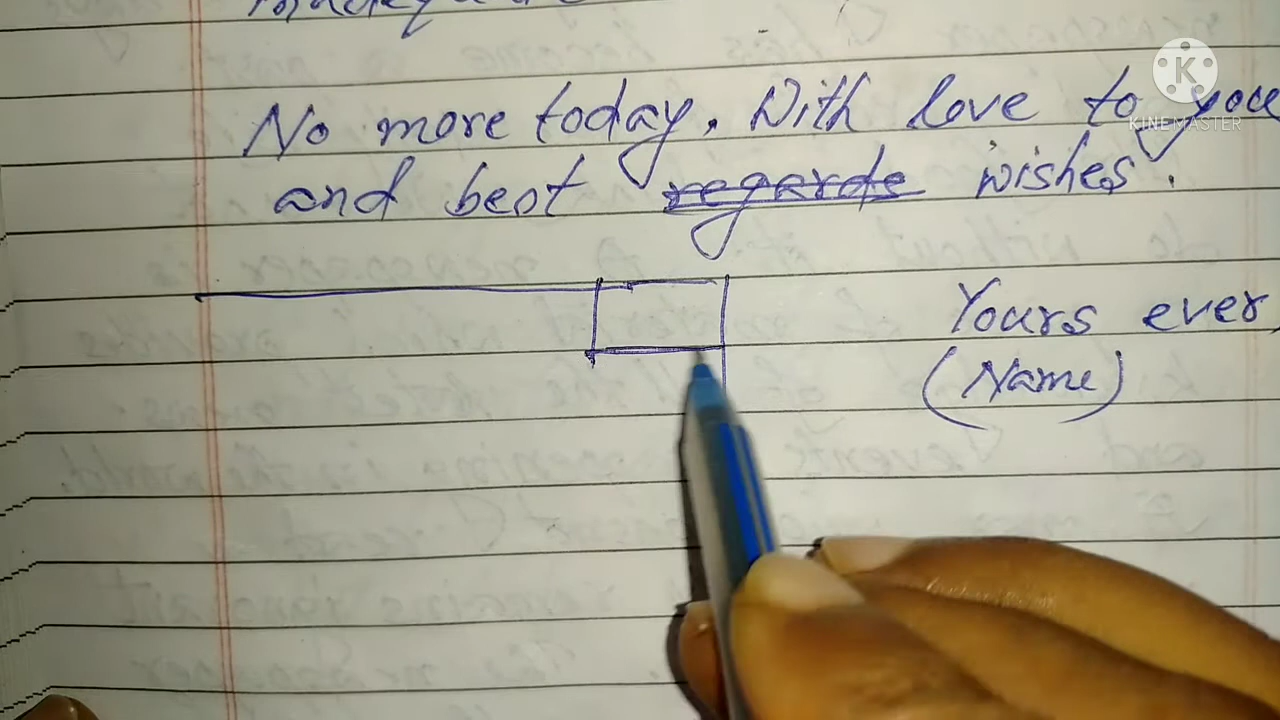 No more today. With love to you
and best regards wishes.
Yours ever,
(Name)
KINEMASTER